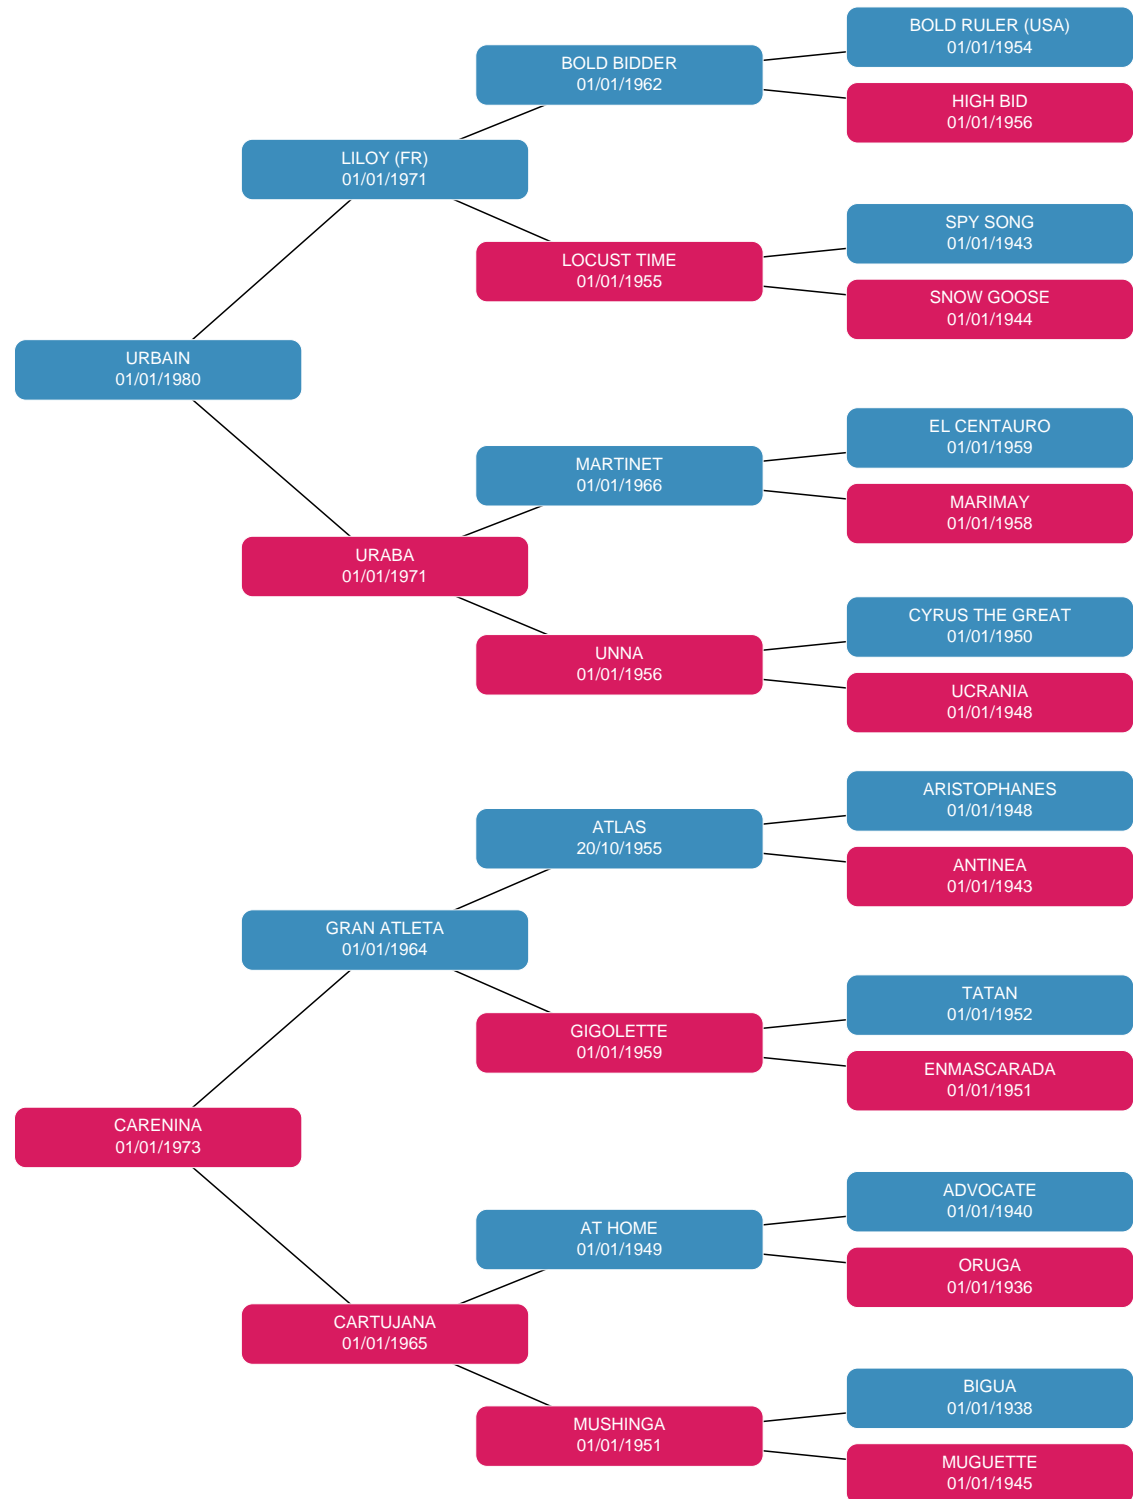 BOLD RULER (USA)
01/01/1954
BOLD BIDDER
01/01/1962
HIGH BID
01/01/1956
LILOY (FR)
01/01/1971
SPY SONG
01/01/1943
LOCUST TIME
01/01/1955
SNOW GOOSE
01/01/1944
URBAIN
01/01/1980
EL CENTAURO
01/01/1959
MARTINET
01/01/1966
MARIMAY
01/01/1958
URABA
01/01/1971
CYRUS THE GREAT
01/01/1950
UNNA
01/01/1956
UCRANIA
01/01/1948
ARISTOPHANES
01/01/1948
ATLAS
20/10/1955
ANTINEA
01/01/1943
GRAN ATLETA
01/01/1964
TATAN
01/01/1952
GIGOLETTE
01/01/1959
ENMASCARADA
01/01/1951
CARENINA
01/01/1973
ADVOCATE
01/01/1940
AT HOME
01/01/1949
ORUGA
01/01/1936
CARTUJANA
01/01/1965
BIGUA
01/01/1938
MUSHINGA
01/01/1951
MUGUETTE
01/01/1945